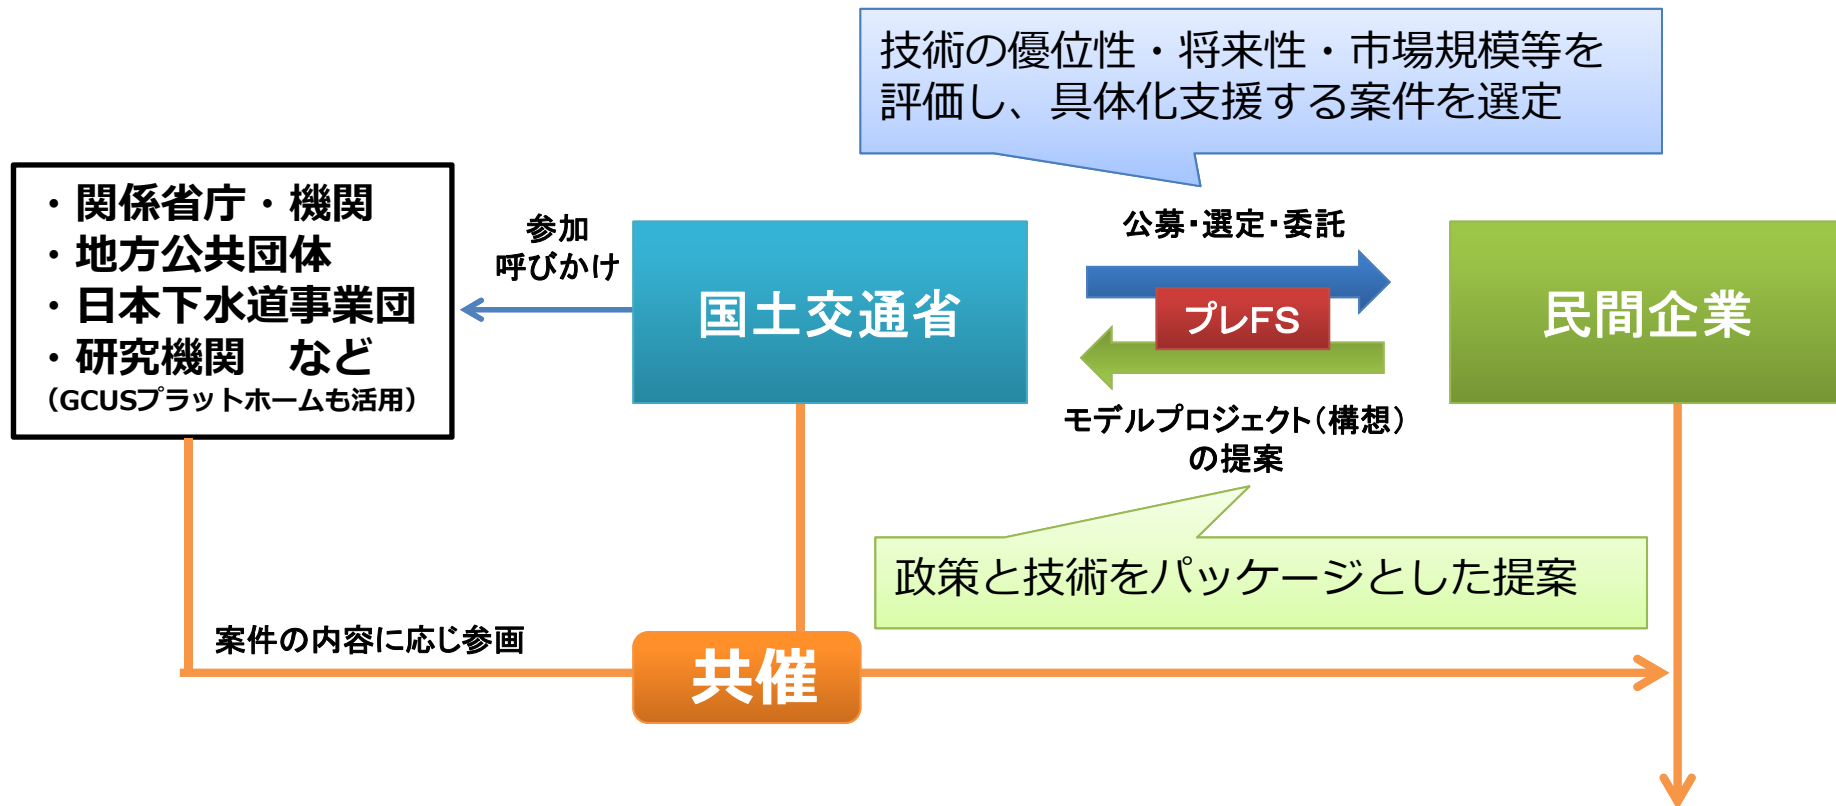 技術の優位性・将来性・市場規模等を
評価し、具体化支援する案件を選定
・関係省庁・機関
・地方公共団体
・日本下水道事業団
・研究機関　など
（GCUSプラットホームも活用）
参加
呼びかけ
国土交通省
公募・選定・委託
プレFS
民間企業
モデルプロジェクト（構想）
の提案
政策と技術をパッケージとした提案
案件の内容に応じ参画
共催